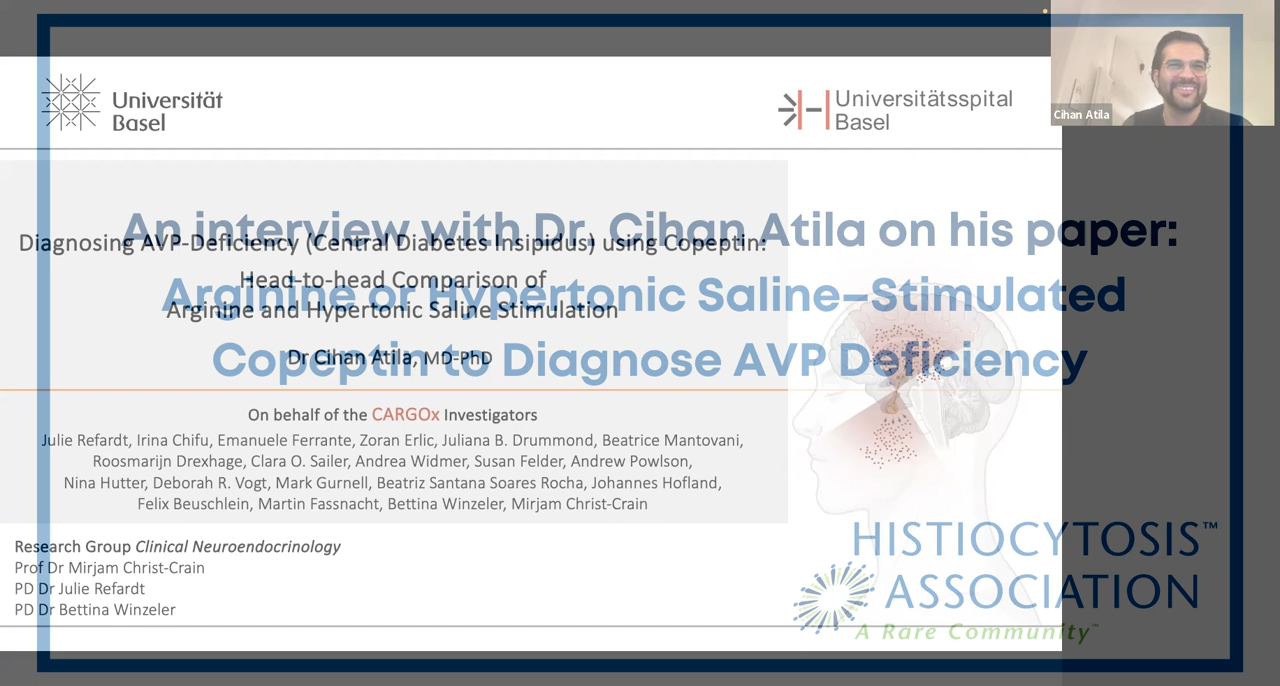 Universität
Basel
Universitätsspital
Basel
Cihan Atila
An interview with Dr. Cihan Atila on his paper:
Arginine or Hypertonic Saline–Stimulated
Copeptin to Diagnose AVP Deficiency
Diagnosing AVP-Deficiency (Central Diabetes Insipidus) using Copeptin:
Head-to-head Comparison of
Arginine and Hypertonic Saline Stimulation
Dr Cihan Atila, MD-PhD
On behalf of the CARGOx Investigators
Julie Refardt, Irina Chifu, Emanuele Ferrante, Zoran Erlic, Juliana B. Drummond, Beatrice Mantovani,
Roosmarijn Drexhage, Clara O. Sailer, Andrea Widmer, Susan Felder, Andrew Powlson,
Nina Hutter, Deborah R. Vogt, Mark Gurnell, Beatriz Santana Soares Rocha, Johannes Hofland,
Felix Beuschlein, Martin Fassnacht, Bettina Winzeler, Mirjam Christ-Crain
Research Group Clinical Neuroendocrinology
Prof Dr Mirjam Christ-Crain
PD Dr Julie Refardt
PD Dr Bettina Winzeler
HISTIOCYTOSIS™
ASSOCIATION
A Rare Community™